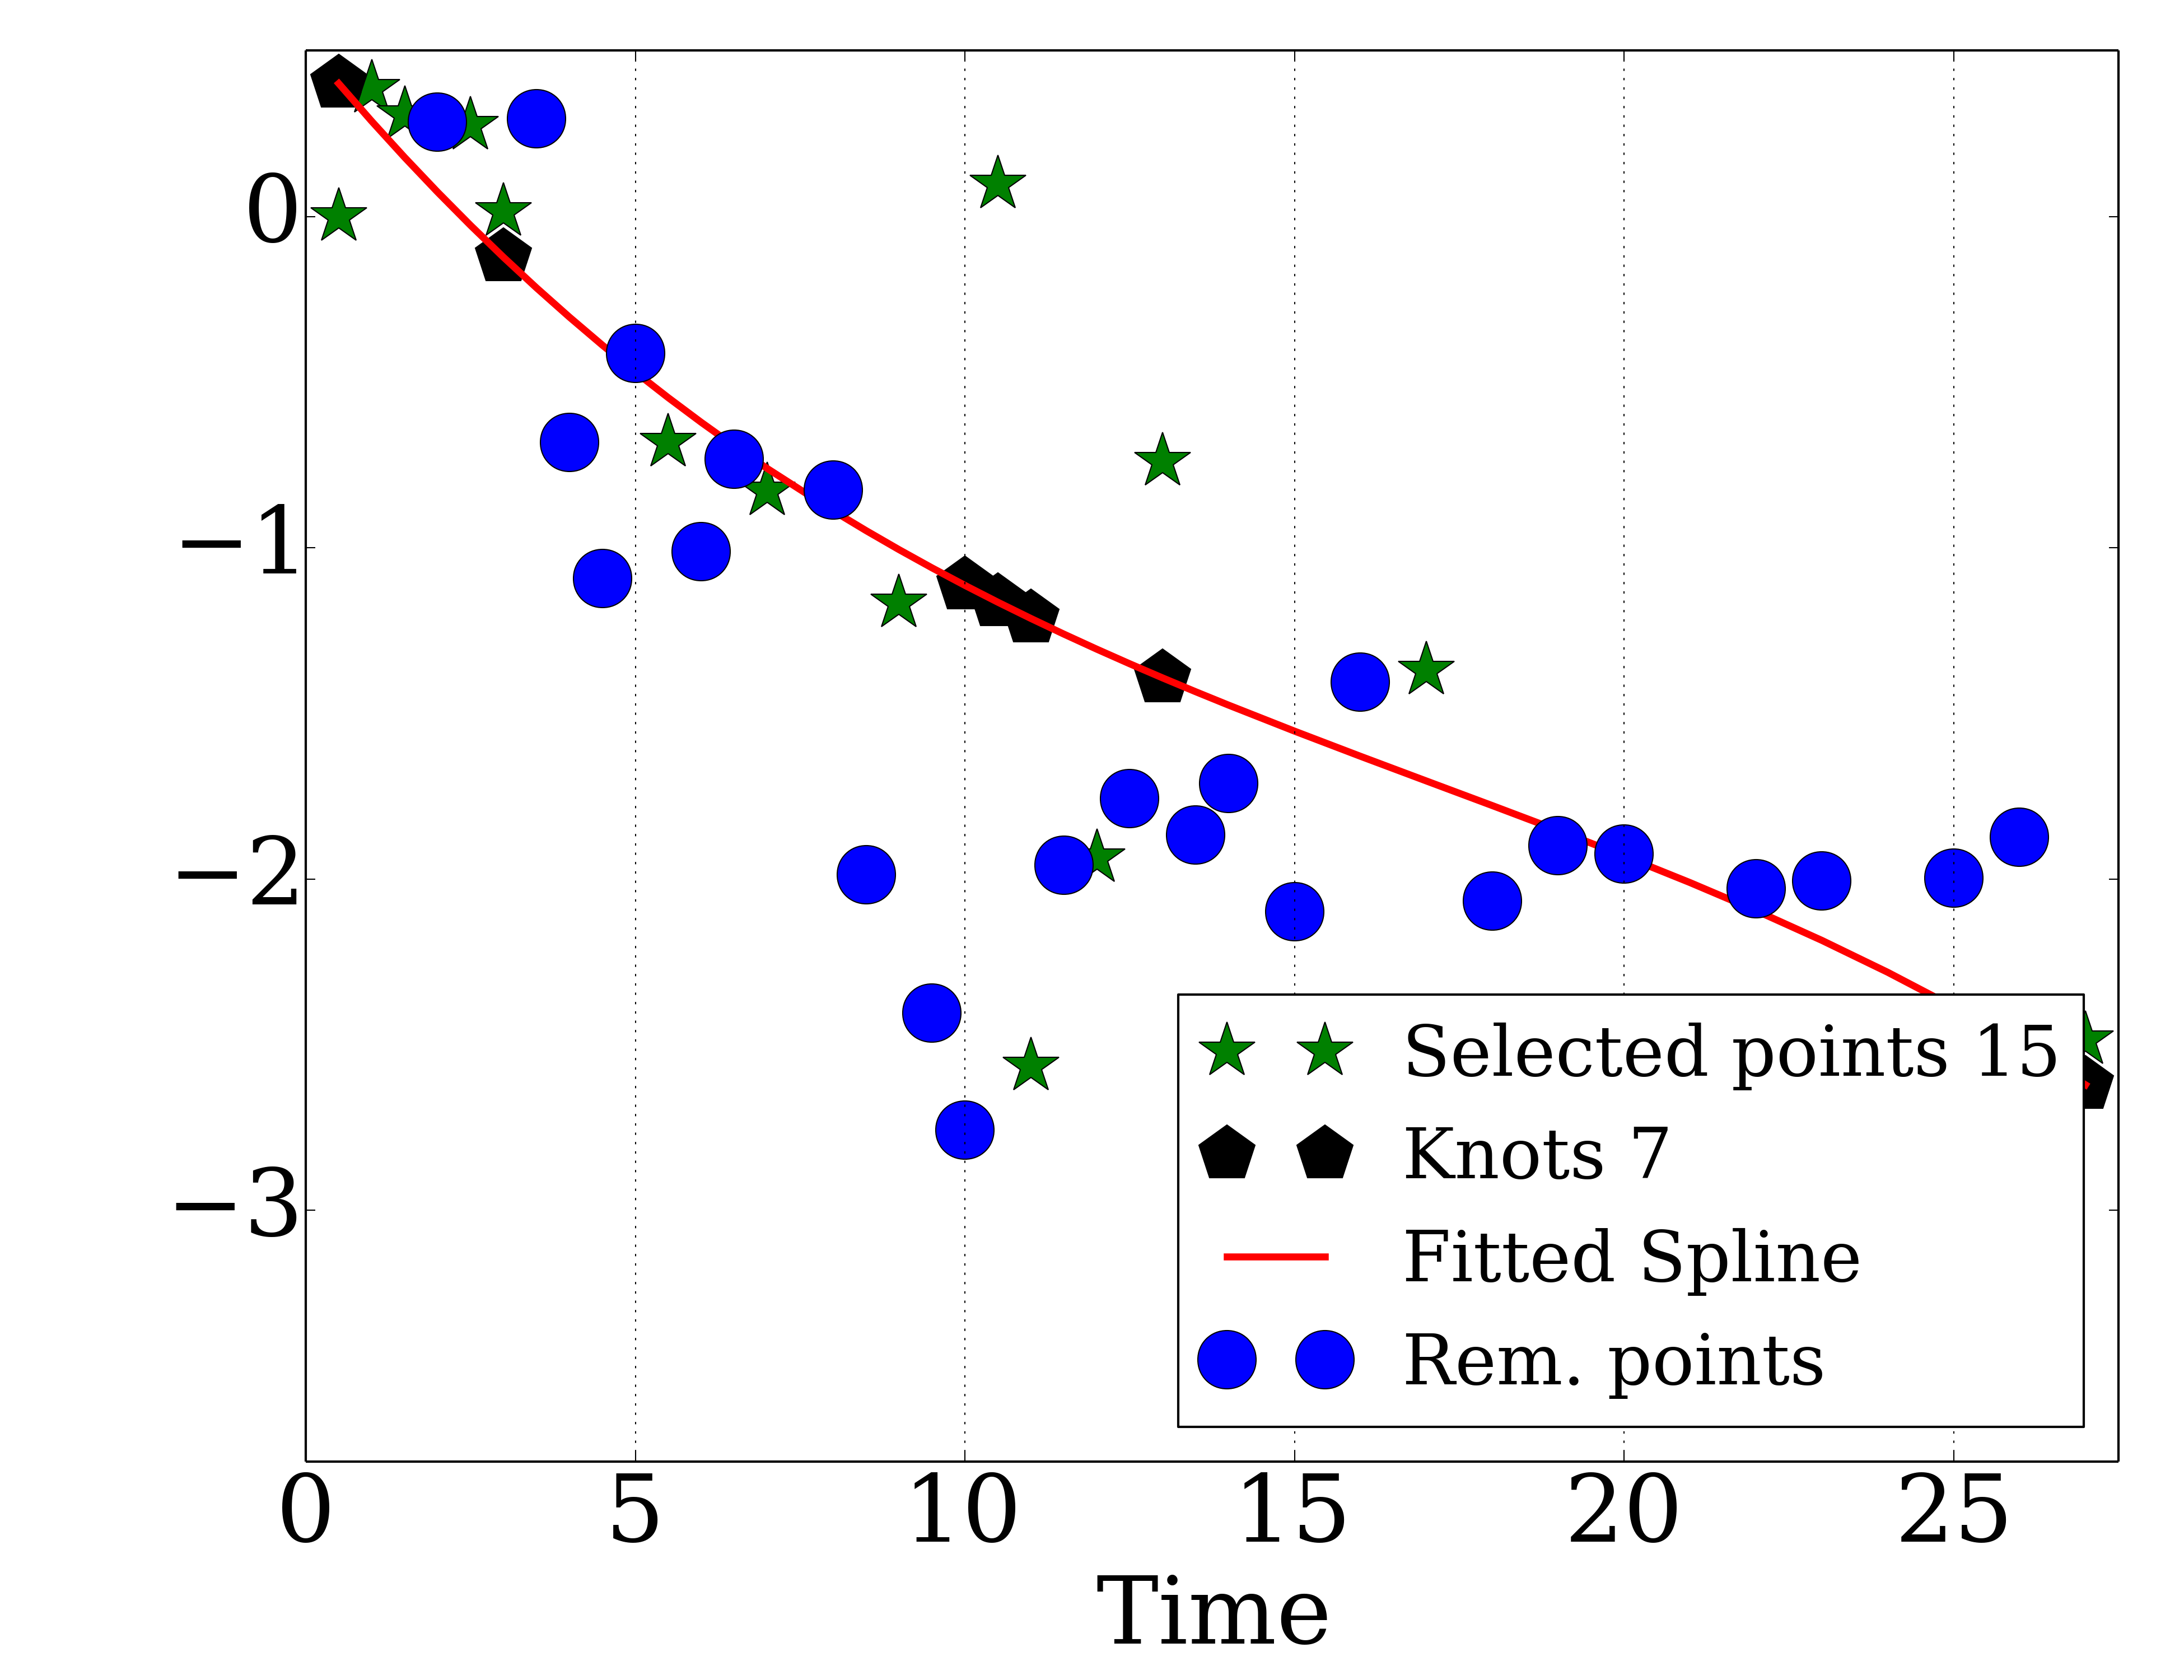 0
−1
−2
−3
Selected points 15
Knots 7
Fitted Spline
Rem. points
0 5 10 15 20 25
Time